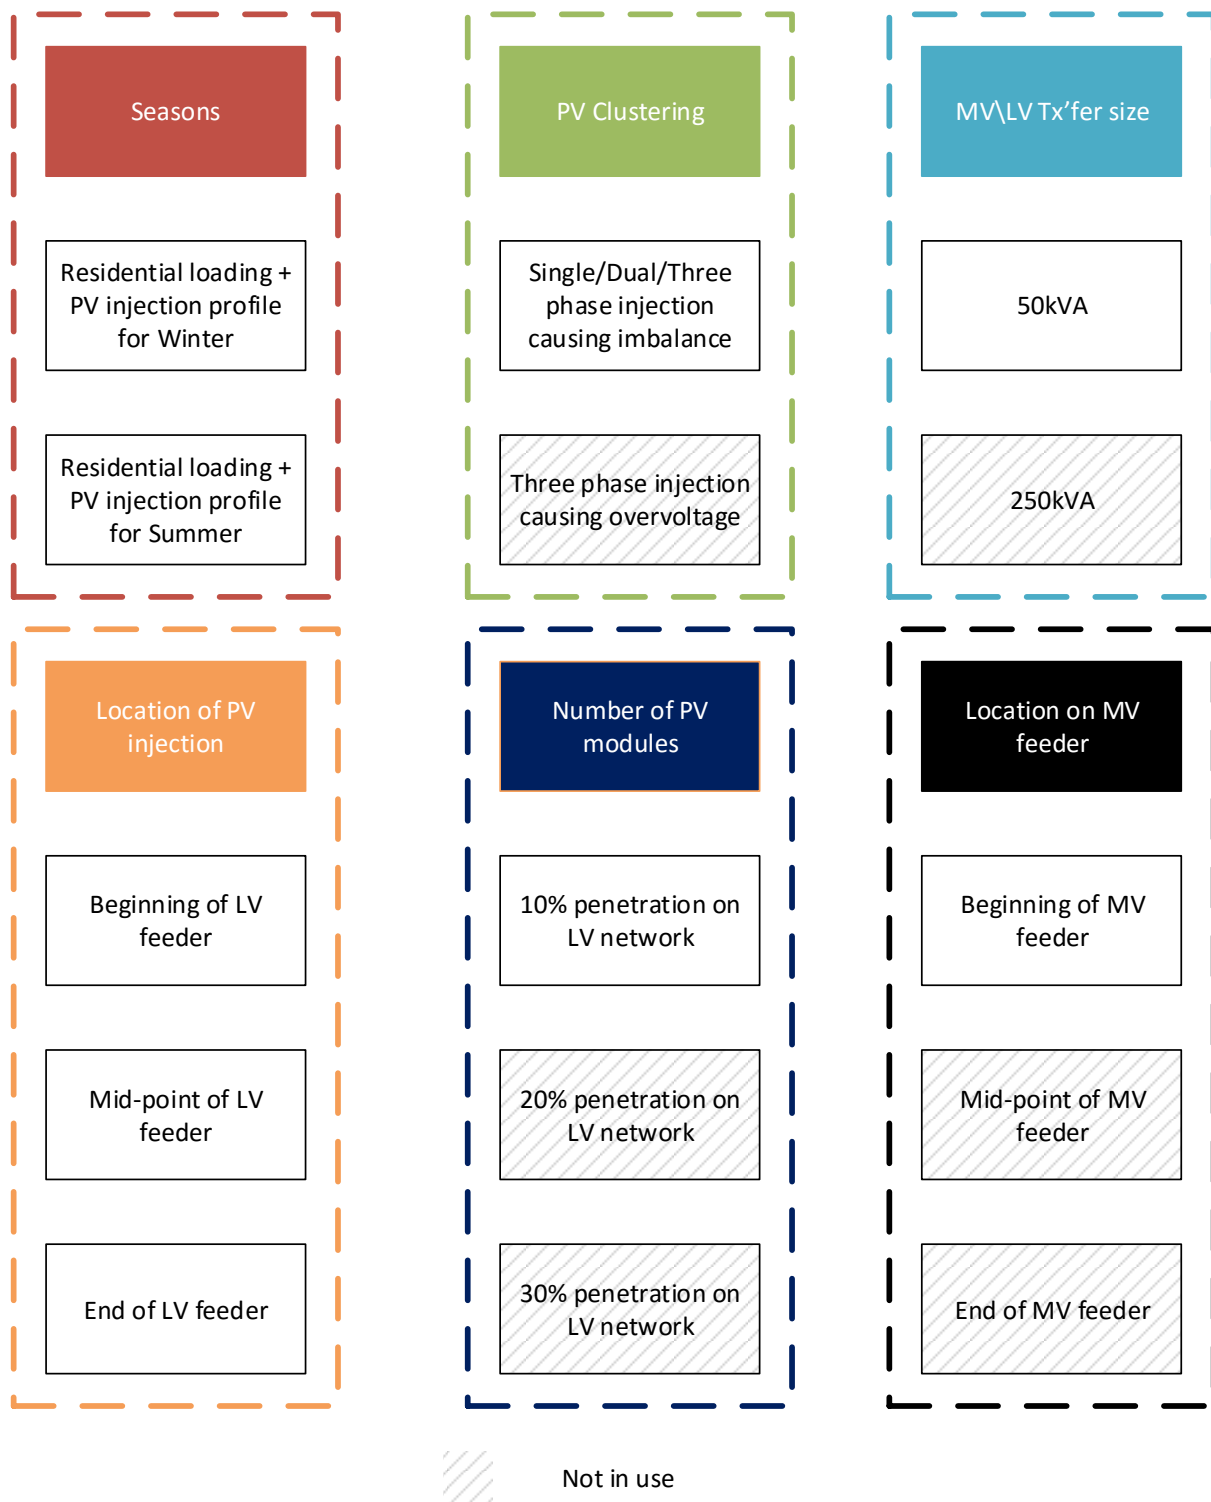 Seasons
Residential loading +
PV injection profile
for Winter
Residential loading +
PV injection profile
for Summer
PV Clustering
Single/Dual/Three
phase injection
causing imbalance
Three phase injection
causing overvoltage
MV\LV Tx’fer size
50kVA
250kVA
Location of PV
injection
Beginning of LV
feeder
Mid-point of LV
feeder
End of LV feeder
Number of PV
modules
10% penetration on
LV network
20% penetration on
LV network
30% penetration on
LV network
Location on MV
feeder
Beginning of MV
feeder
Mid-point of MV
feeder
End of MV feeder
Not in use